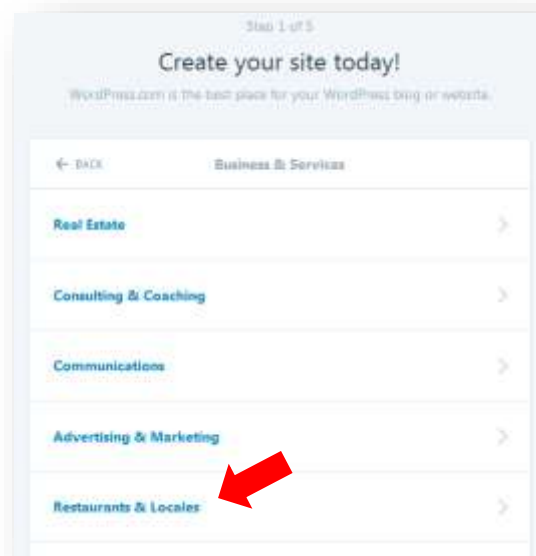 Step 1 of 5
Create your site today!
WordPress.com is the best place for your WordPress blog or website.
← BACK Business & Services
Real Estate
Consulting & Coaching
Communications
Advertising & Marketing
Restaurants & Locales